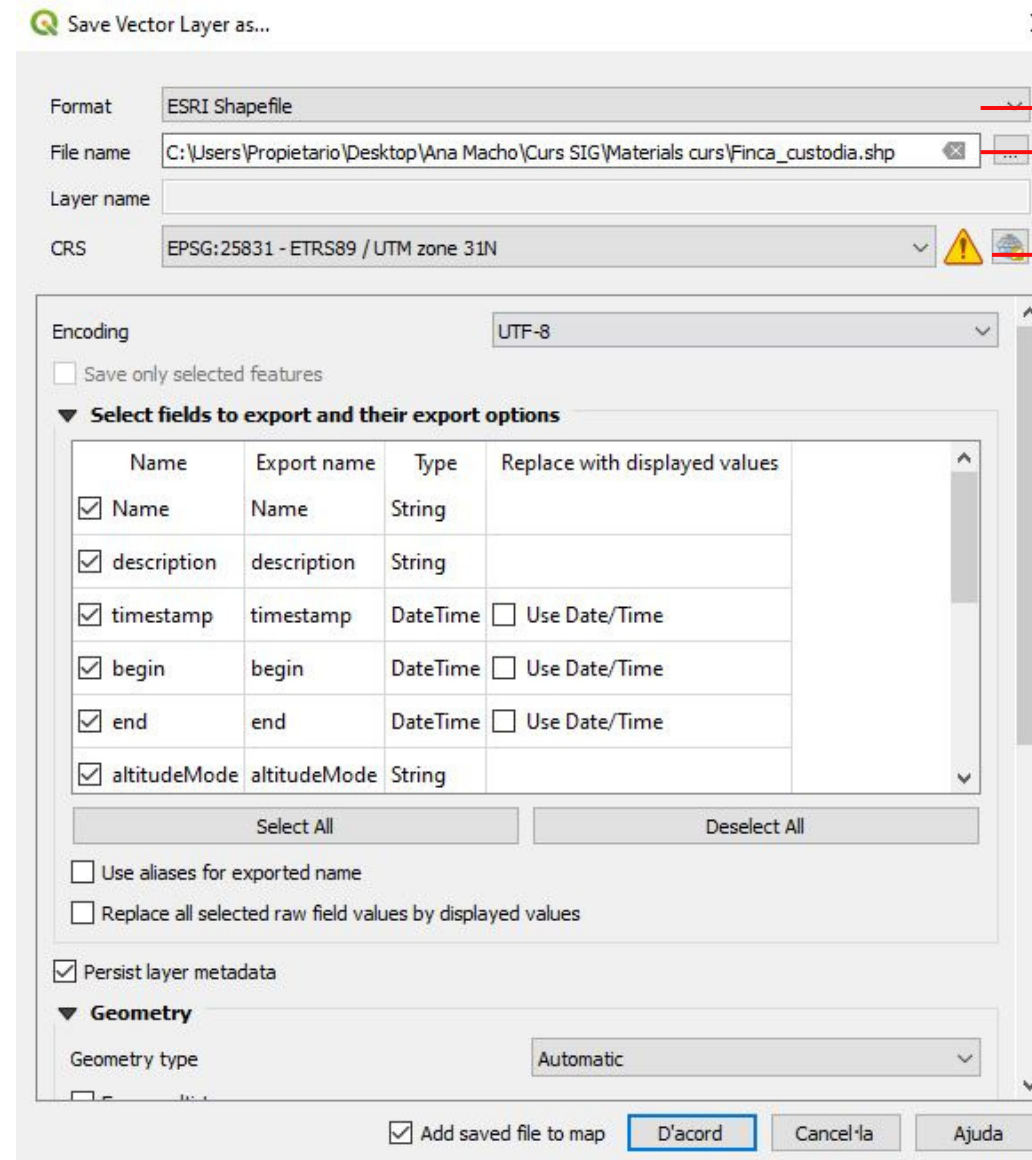 Save Vector Layer as...
Format ESRI Shapefile
File name C:\Users\Propietario\Desktop\Ana Macho\Curs SIG\Materials curs\Finca_custodia.shp ...
Layer name
CRS EPSG:25831 - ETRS89 / UTM zone 31N
Encoding UTF-8
Save only selected features
Select fields to export and their export options
Name Export name Type Replace with displayed values
Name Name String
description description String
timestamp timestamp DateTime Use Date/Time
begin begin DateTime Use Date/Time
end end DateTime Use Date/Time
altitudeMode altitudeMode String
Select All Deselect All
Use aliases for exported name
Replace all selected raw field values by displayed values
Persist layer metadata
Geometry
Geometry type Automatic
Add saved file to map D'acord Cancel·la Ajuda